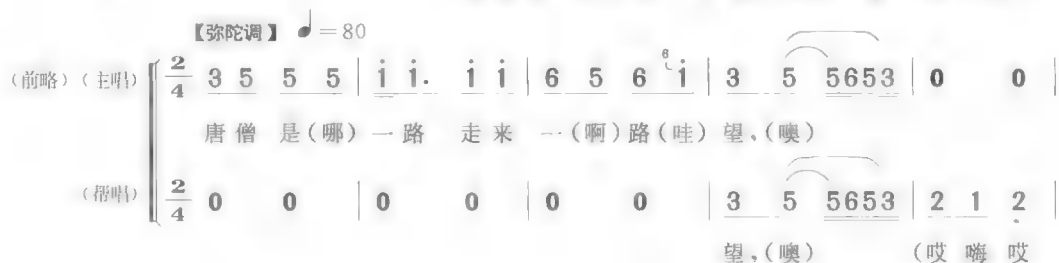 【弥陀调】 ♩=80
(前略)(主唱) 2/4 3 5 5 5 | i i. i i | 6 5 6 6 i | 3 5 5653 | 0 0 |
唐僧是(哪)一路 走来 一(啊)路(哇)望、(噢)
(帮唱) 2/4 0 0 | 0 0 | 0 0 | 3 5 5653 | 2 1 2 |
望,(噢) (哎 嗨 哎